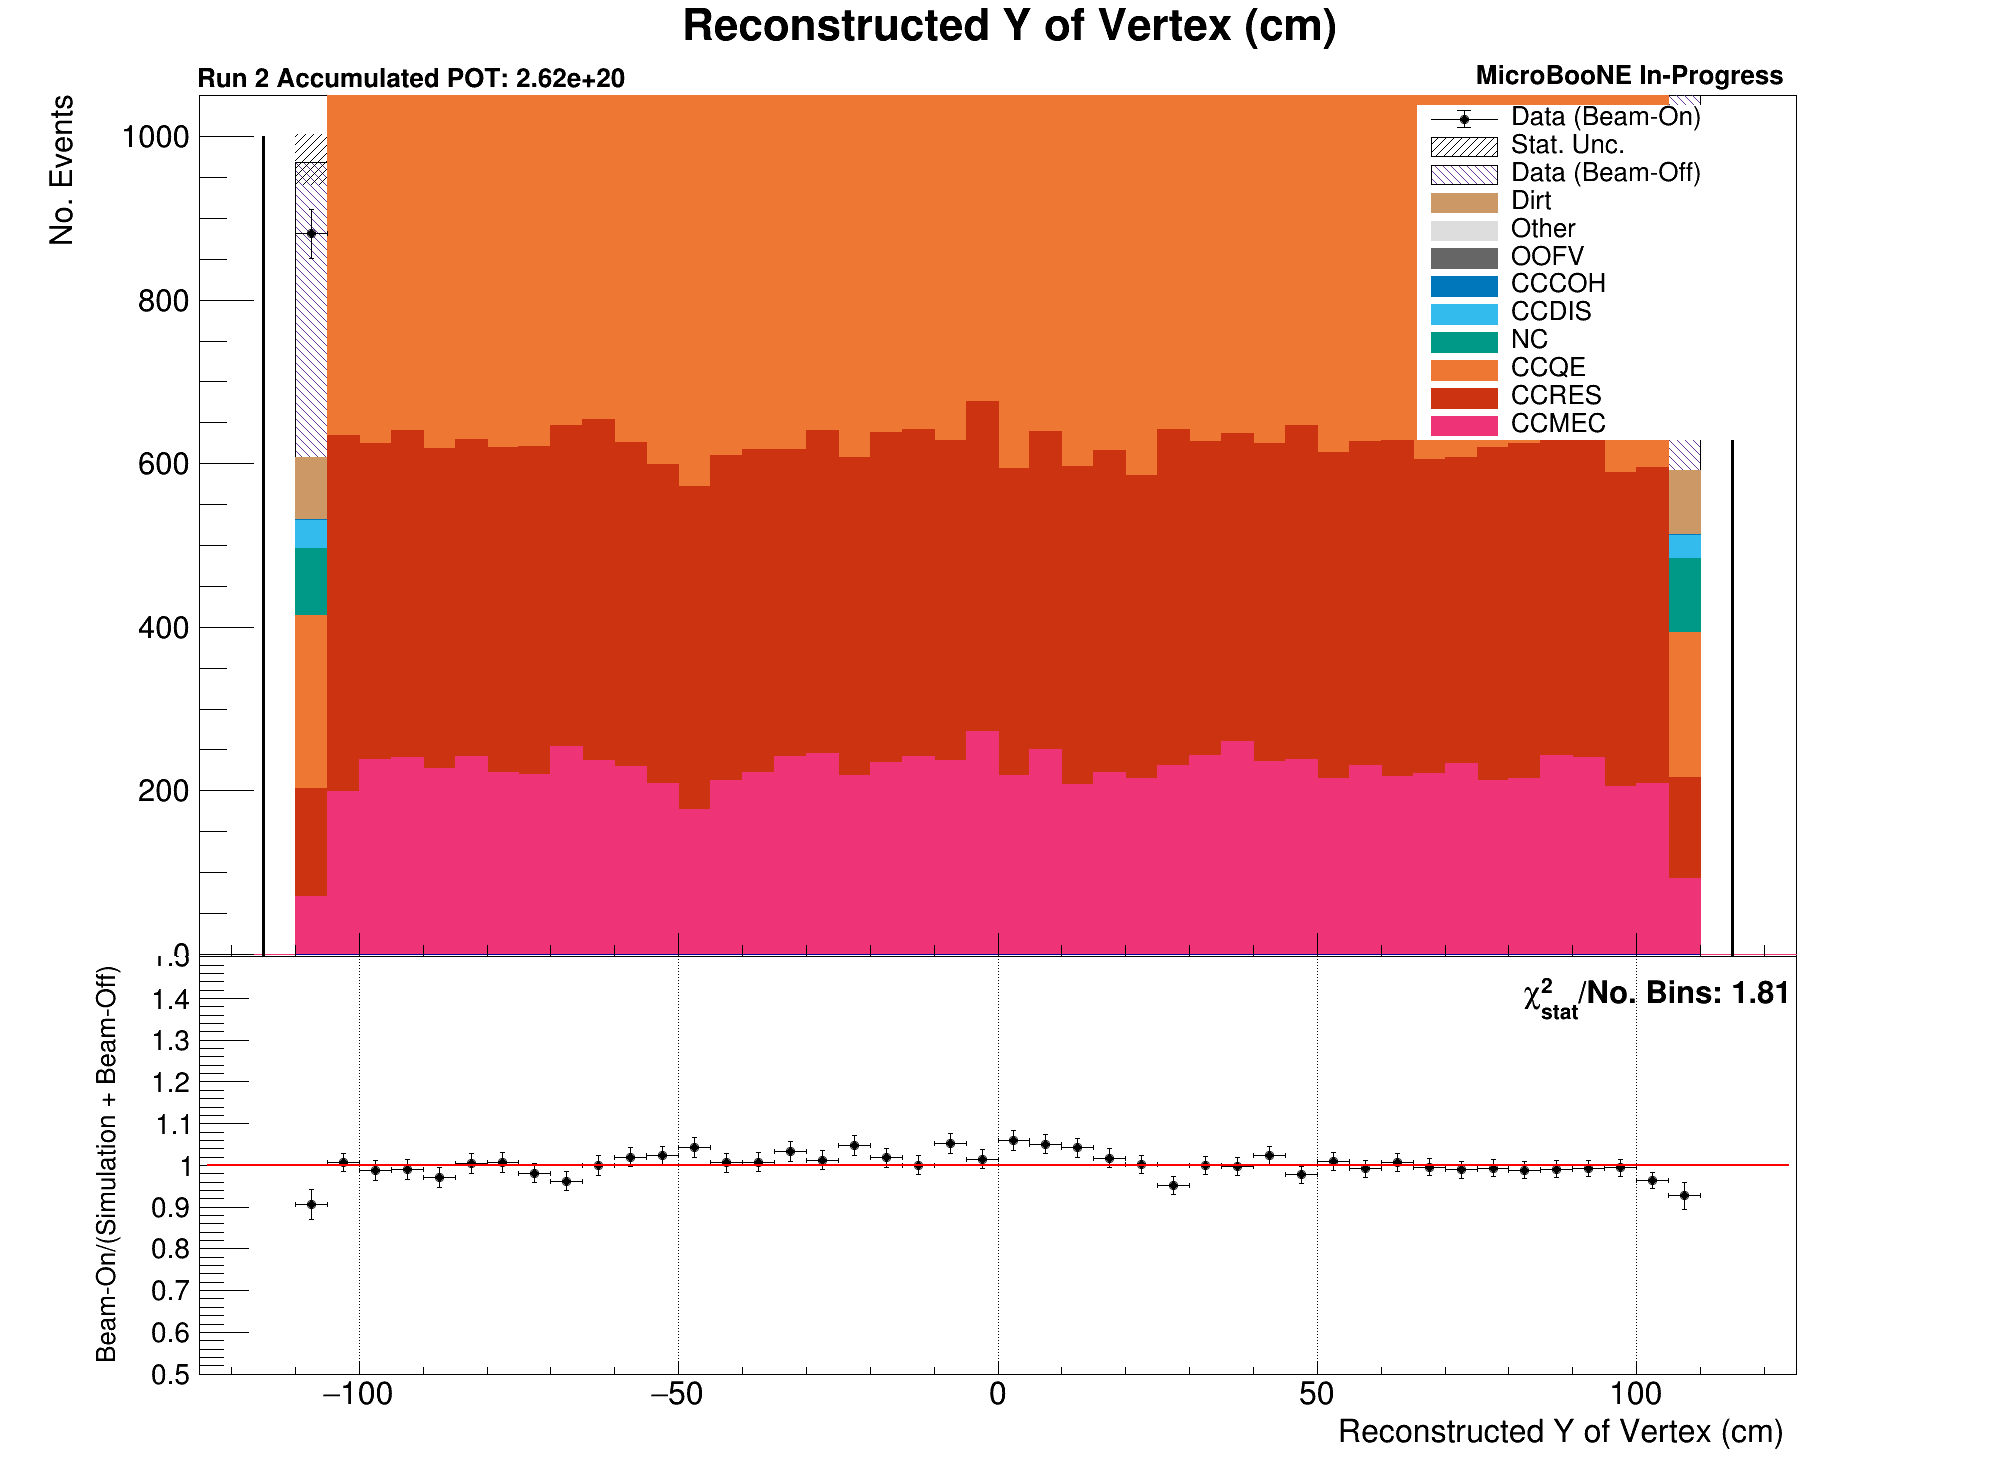 Reconstructed Y of Vertex (cm)
Run 2 Accumulated POT: 2.62e+20
MicroBooNE In-Progress
No. Events
1000
800
600
400
200
0
Data (Beam-On)
Stat. Unc.
Data (Beam-Off)
Dirt
Other
OOFV
CCCOH
CCDIS
NC
CCQE
CCRES
CCMEC
Beam-On/(Simulation + Beam-Off)
1.5
1.4
1.3
1.2
1.1
1
0.9
0.8
0.7
0.6
0.5
χ²stat/No. Bins: 1.81
−100 −50 0 50 100
Reconstructed Y of Vertex (cm)